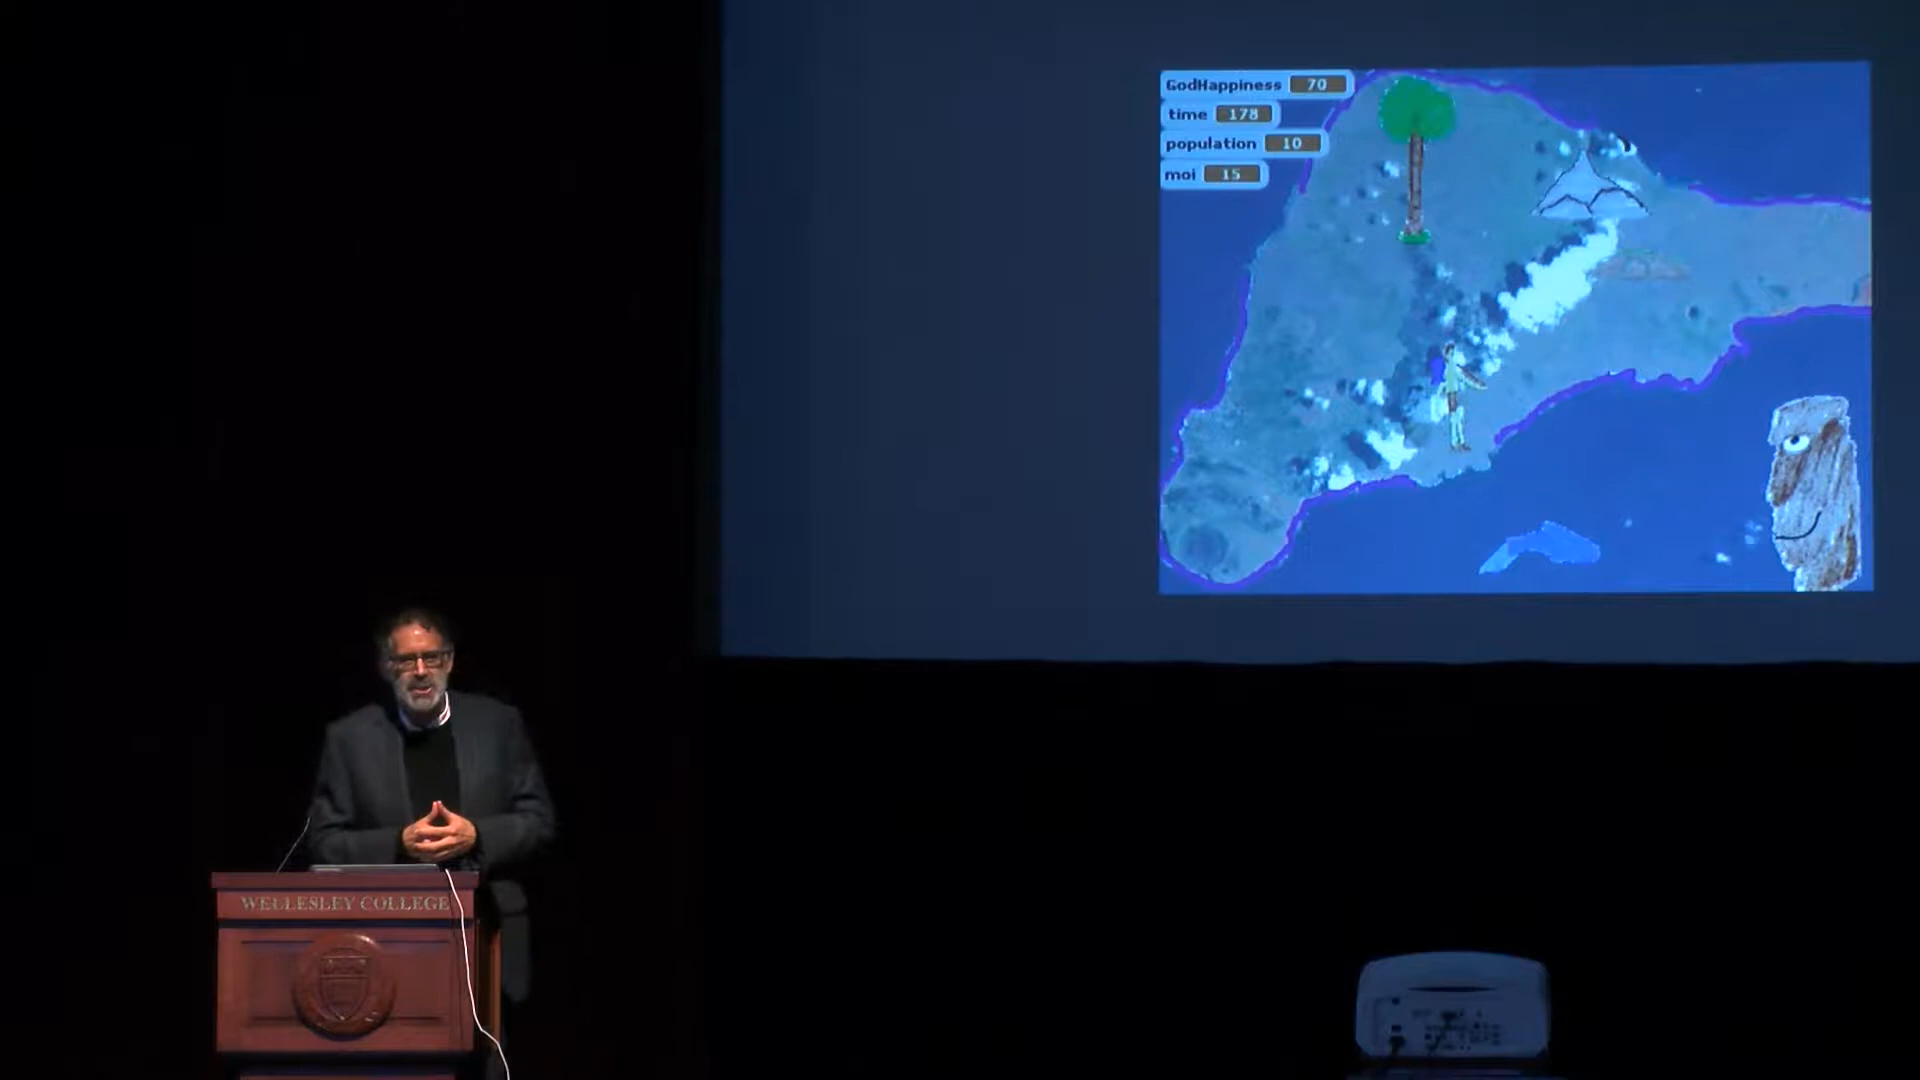 GodHappiness 70
time 178
population 10
moi 15
WELLESLEY COLLEGE